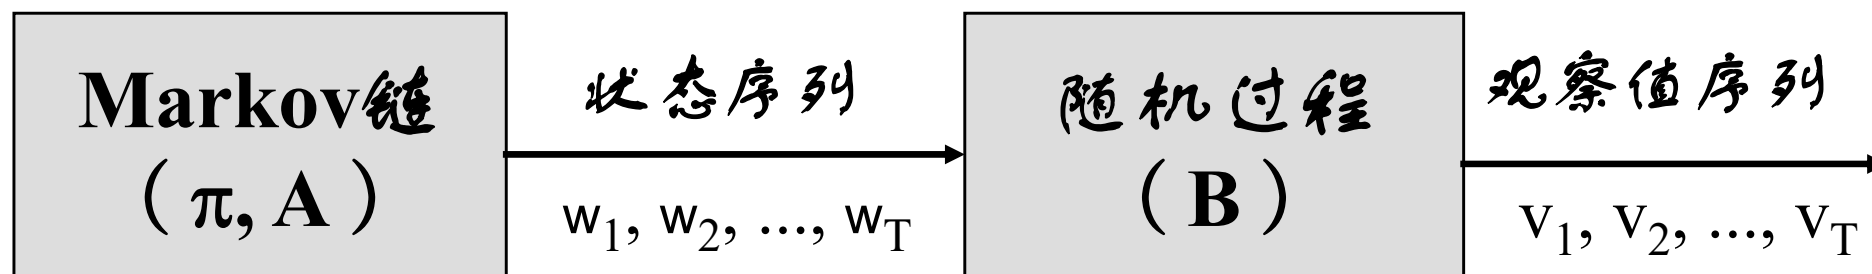 Markov链
（π, A）
状态序列
w1, w2, ..., wT
随机过程
（B）
观察值序列
v1, v2, ..., vT